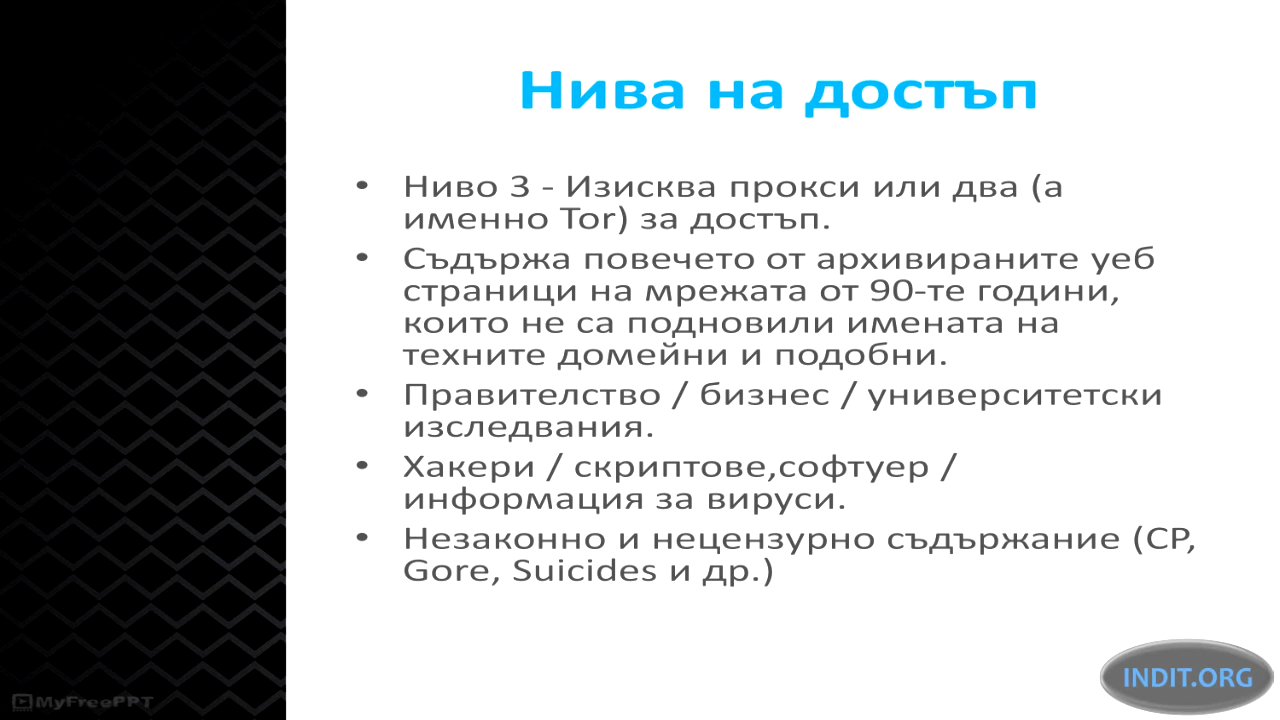 Нива на достъп
• Ниво 3 - Изисква прокси или два (а
именно Tor) за достъп.
• Съдържа повечето от архивираните уеб
страници на мрежата от 90-те години,
които не са подновили имената на
техните домейни и подобни.
• Правителство / бизнес / университетски
изследвания.
• Хакери / скриптове,софтуер /
информация за вируси.
• Незаконно и нецензурно съдържание (CP,
Gore, Suicides и др.)
INDIT.ORG
MyFreePPT